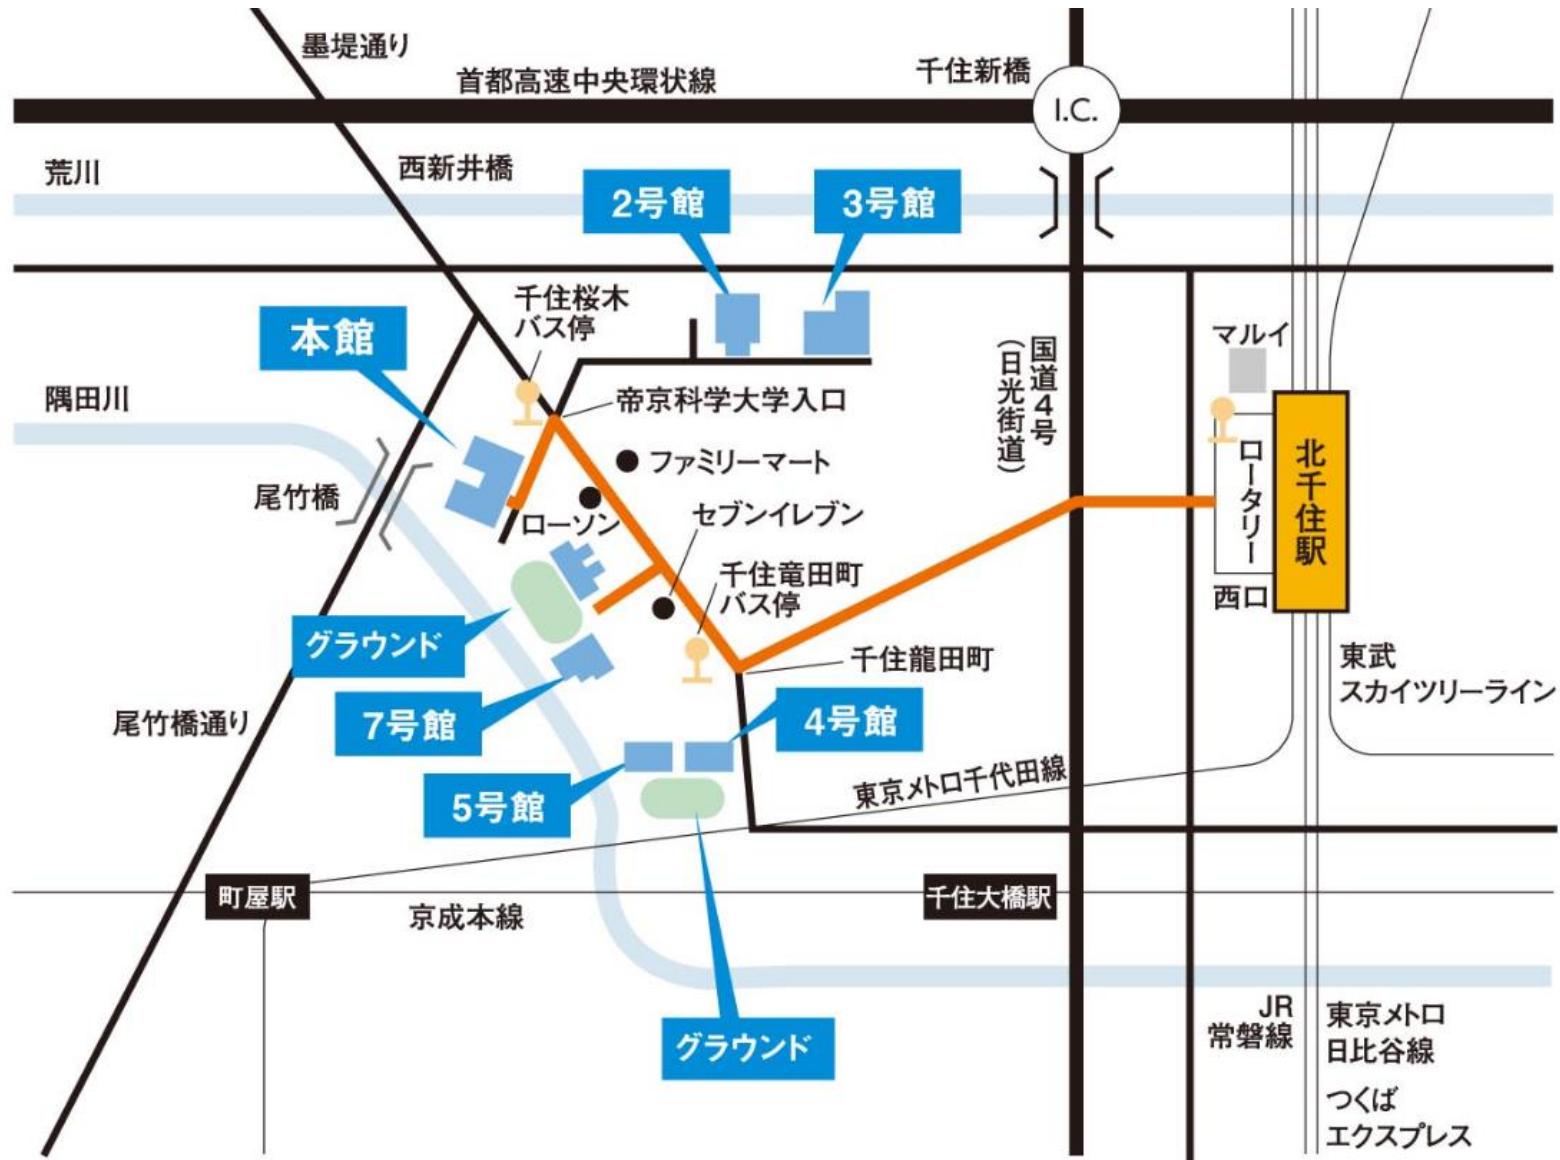 墨堤通り
首都高速中央環状線
千住新橋
I.C.
荒川
西新井橋
2号館
3号館
千住桜木
バス停
本館
国道4号
(日光街道)
マルイ
隅田川
帝京科学大学入口
ファミリーマート
尾竹橋
ローソン
セブンイレブン
ロータリー
北千住駅
千住竜田町
バス停
西口
グラウンド
千住龍田町
東武
スカイツリーライン
尾竹橋通り
7号館
4号館
5号館
東京メトロ千代田線
町屋駅
京成本線
千住大橋駅
グラウンド
JR
常磐線
東京メトロ
日比谷線
つくば
エクスプレス